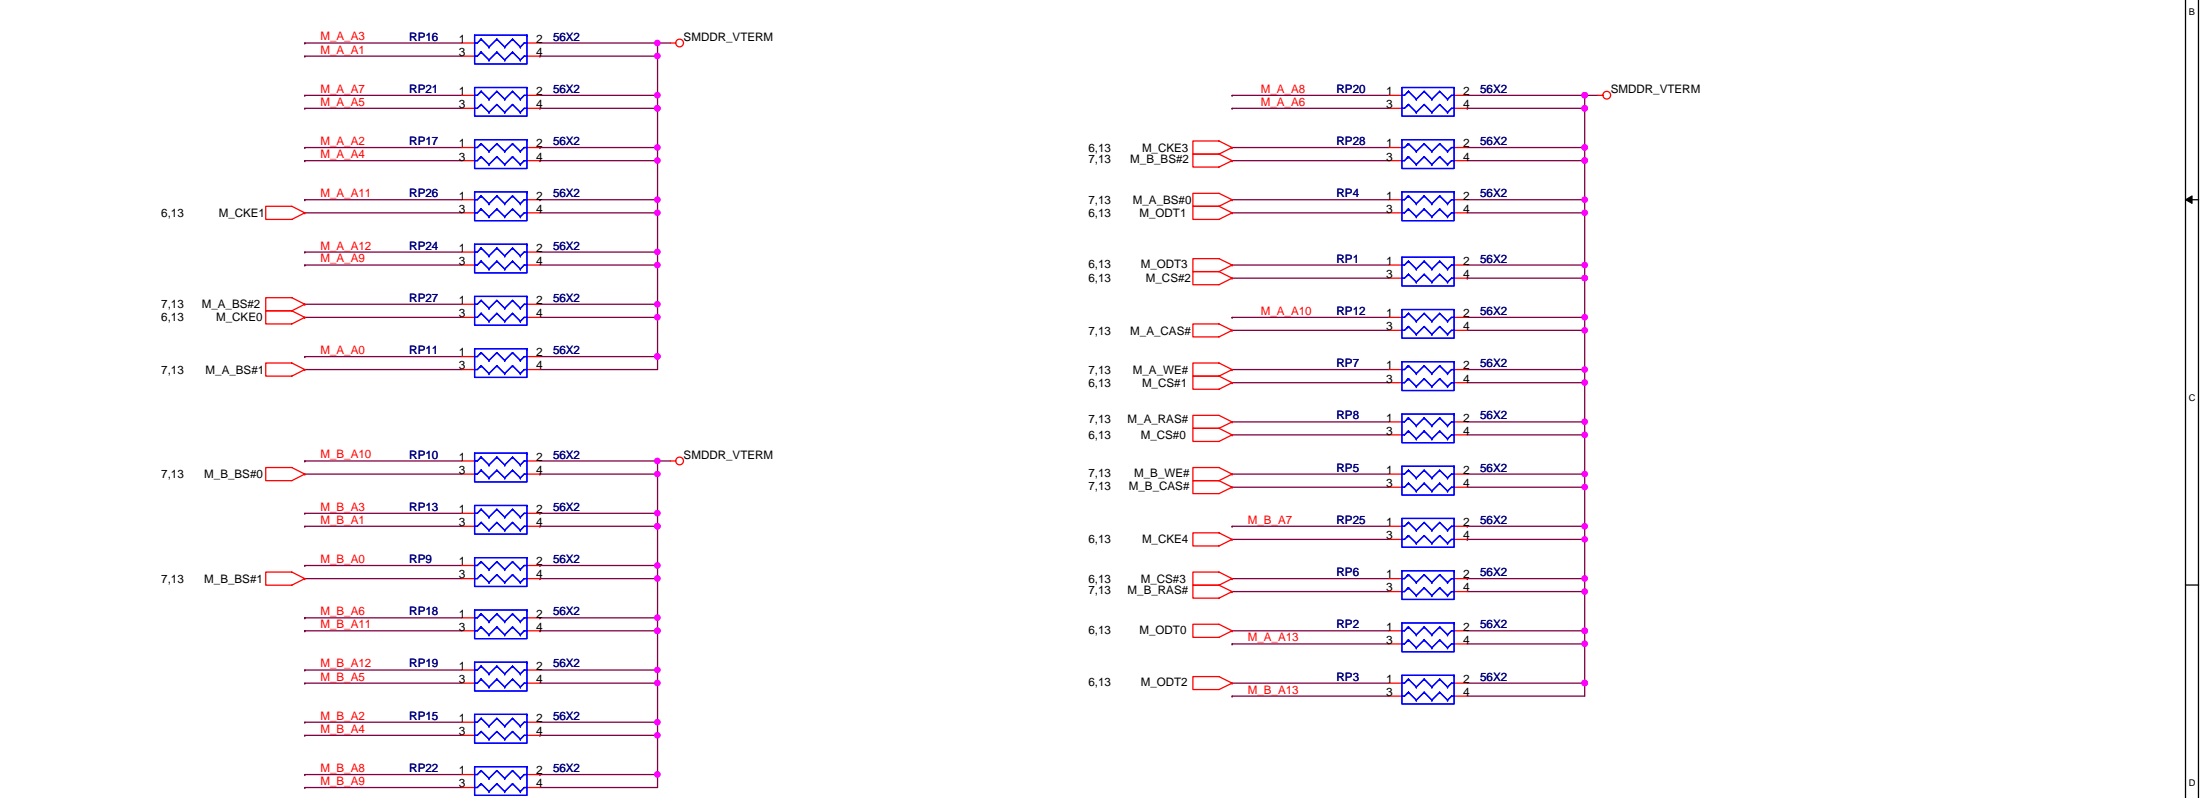 M_A_A3 RP16 1 2 56X2 SMDDR_VTERM
M_A_A1 3 4
M_A_A7 RP21 1 2 56X2
M_A_A5 3 4
M_A_A2 RP17 1 2 56X2
M_A_A4 3 4
M_A_A11 RP26 1 2 56X2
6,13 M_CKE1 3 4
M_A_A12 RP24 1 2 56X2
M_A_A9 3 4
7,13 M_A_BS#2 RP27 1 2 56X2
6,13 M_CKE0 3 4
M_A_A0 RP11 1 2 56X2
7,13 M_A_BS#1 3 4
M_B_A10 RP10 1 2 56X2 SMDDR_VTERM
7,13 M_B_BS#0 3 4
M_B_A3 RP13 1 2 56X2
M_B_A1 3 4
M_B_A0 RP9 1 2 56X2
7,13 M_B_BS#1 3 4
M_B_A6 RP18 1 2 56X2
M_B_A11 3 4
M_B_A12 RP19 1 2 56X2
M_B_A5 3 4
M_B_A2 RP15 1 2 56X2
M_B_A4 3 4
M_B_A8 RP22 1 2 56X2
M_B_A9 3 4
M_A_A8 RP20 1 2 56X2 SMDDR_VTERM
M_A_A6 3 4
6,13 M_CKE3 RP28 1 2 56X2
7,13 M_B_BS#2 3 4
7,13 M_A_BS#0 RP4 1 2 56X2
6,13 M_ODT1 3 4
6,13 M_ODT3 RP1 1 2 56X2
6,13 M_CS#2 3 4
M_A_A10 RP12 1 2 56X2
7,13 M_A_CAS# 3 4
7,13 M_A_WE# RP7 1 2 56X2
6,13 M_CS#1 3 4
7,13 M_A_RAS# RP8 1 2 56X2
6,13 M_CS#0 3 4
7,13 M_B_WE# RP5 1 2 56X2
7,13 M_B_CAS# 3 4
M_B_A7 RP25 1 2 56X2
6,13 M_CKE4 3 4
6,13 M_CS#3 RP6 1 2 56X2
7,13 M_B_RAS# 3 4
6,13 M_ODT0 RP2 1 2 56X2
M_A_A13 3 4
6,13 M_ODT2 RP3 1 2 56X2
M_B_A13 3 4
B
C
D